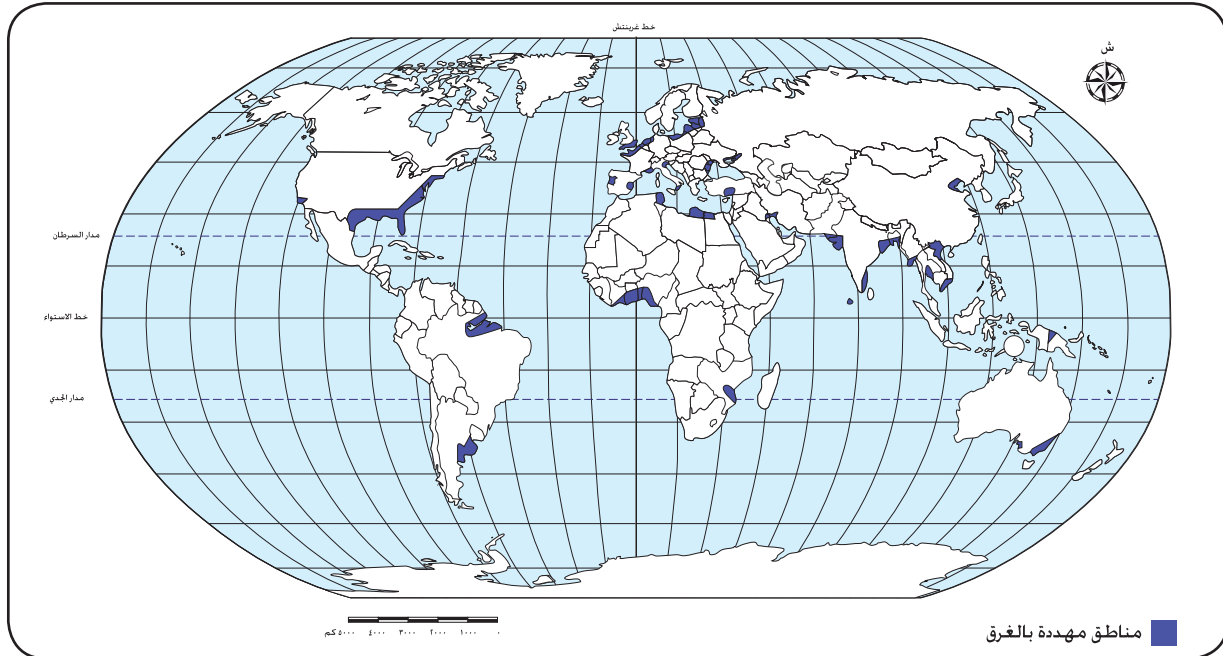 خط غرينتش
ش
مدار السرطان
خط الاستواء
مدار الجدي
٠ ١٠٠٠ ٢٠٠٠ ٣٠٠٠ ٤٠٠٠ ٥٠٠٠ كم
مناطق مهددة بالغرق